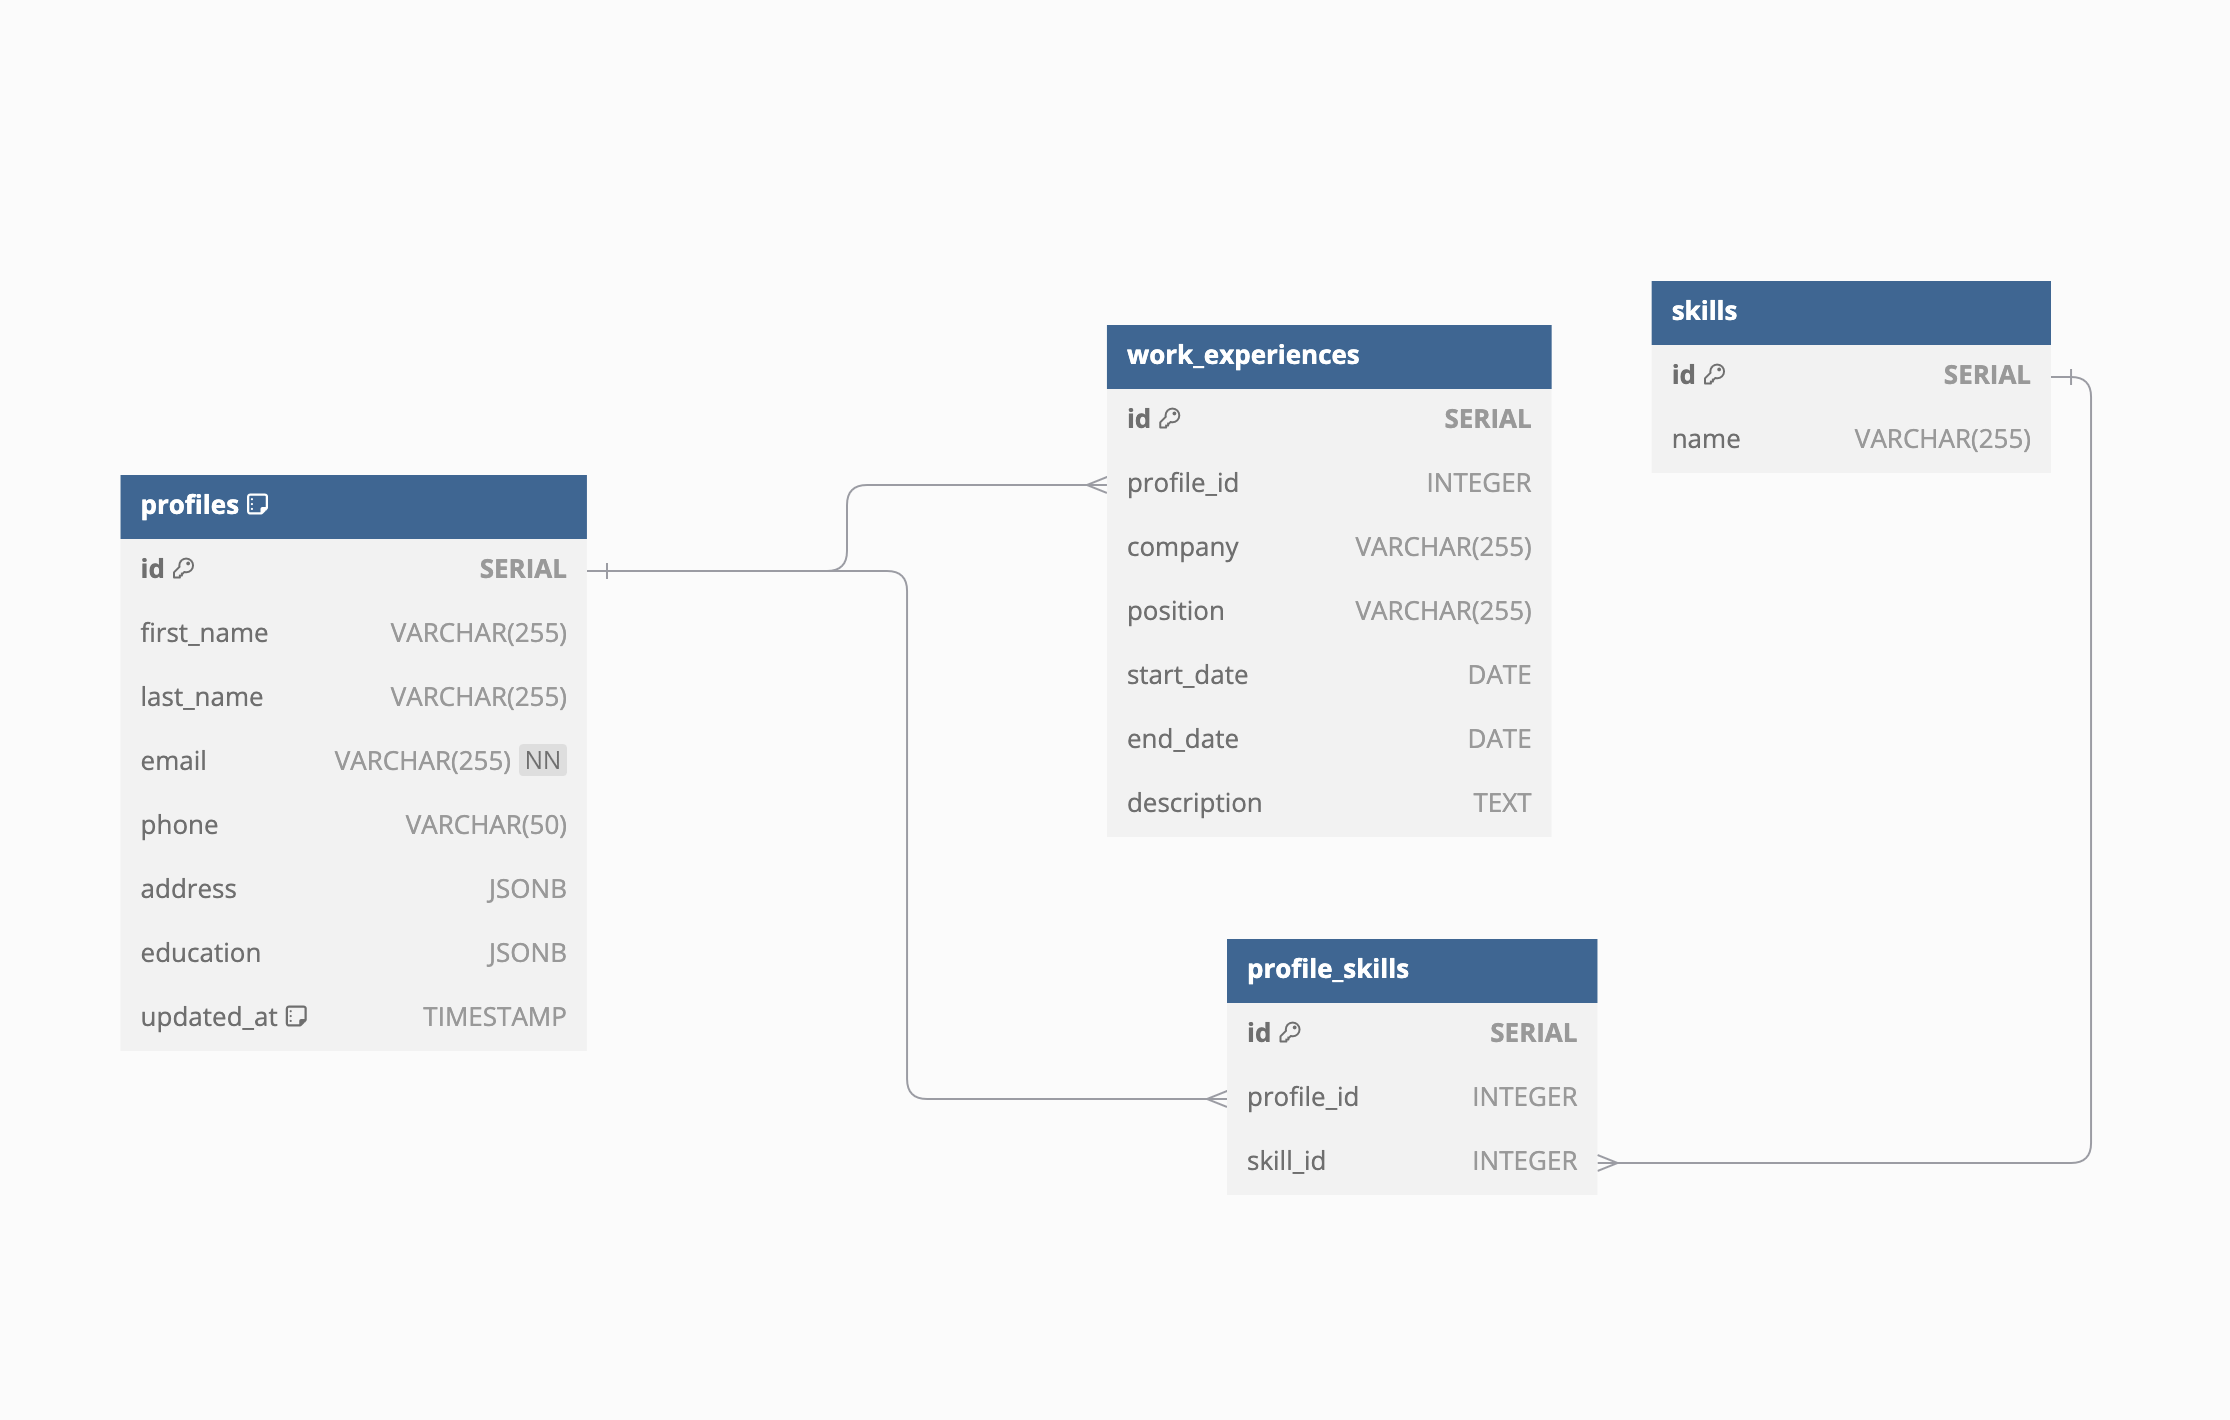 profiles
id SERIAL
first_name VARCHAR(255)
last_name VARCHAR(255)
email VARCHAR(255) NN
phone VARCHAR(50)
address JSONB
education JSONB
updated_at TIMESTAMP
work_experiences
id SERIAL
profile_id INTEGER
company VARCHAR(255)
position VARCHAR(255)
start_date DATE
end_date DATE
description TEXT
skills
id SERIAL
name VARCHAR(255)
profile_skills
id SERIAL
profile_id INTEGER
skill_id INTEGER